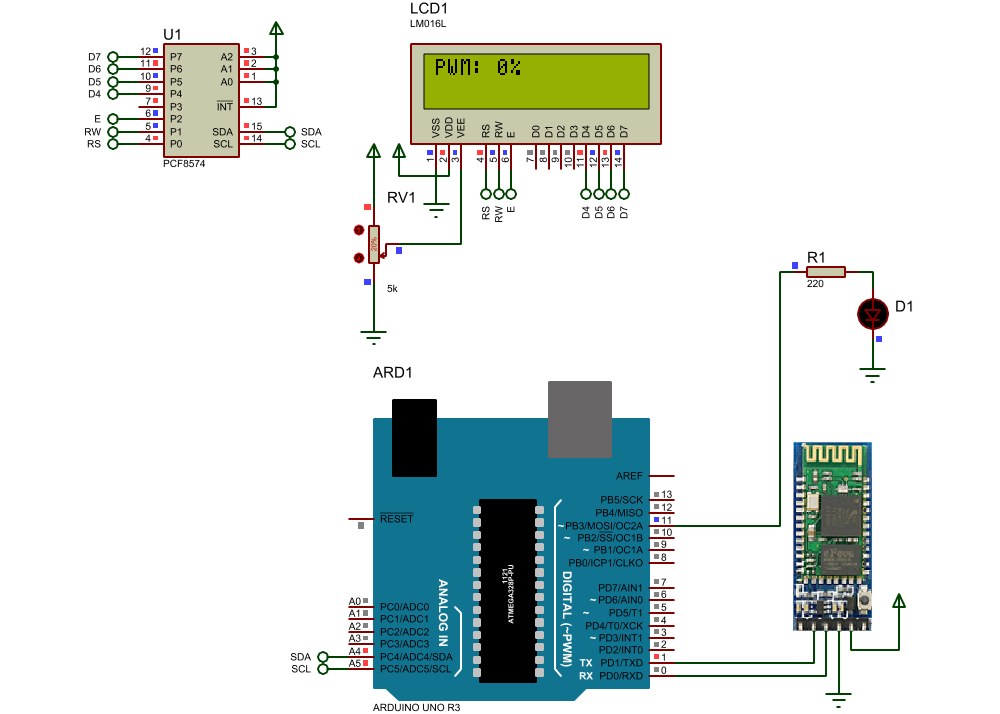 LCD1
LM016L
PWM: 0%
VSS
VDD
VEE
RS
RW
E
D0
D1
D2
D3
D4
D5
D6
D7
1
2
3
4
5
6
7
8
9
10
11
12
13
14
RS
RW
E
D4
D5
D6
D7
U1
D7 12 P7 A2 3
D6 11 P6 A1 2
D5 10 P5 A0 1
D4 9 P4
7 P3 INT 13
E 6 P2
RW 5 P1 SDA 15 SDA
RS 4 P0 SCL 14 SCL
PCF8574
RV1
20%
5k
R1
220
D1
ARD1
AREF
PB5/SCK 13
PB4/MISO 12
~PB3/MOSI/OC2A 11
~ PB2/SS/OC1B 10
~ PB1/OC1A 9
PB0/ICP1/CLKO 8
PD7/AIN1 7
~ PD6/AIN0 6
~ PD5/T1 5
PD4/T0/XCK 4
~ PD3/INT1 3
PD2/INT0 2
TX PD1/TXD 1
RX PD0/RXD 0
RESET
1121
ATMEGA328P-PU
DIGITAL (~PWM)
ANALOG IN
A0 PC0/ADC0
A1 PC1/ADC1
A2 PC2/ADC2
A3 PC3/ADC3
SDA A4 PC4/ADC4/SDA
SCL A5 PC5/ADC5/SCL
ARDUINO UNO R3